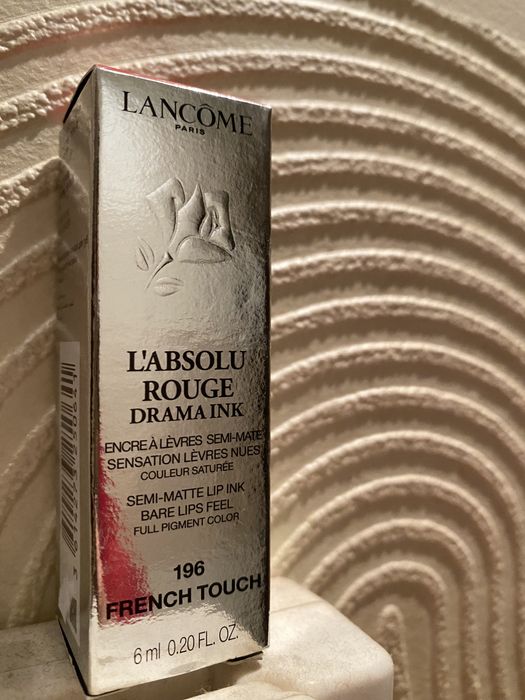 LANCÔME
PARIS
L'ABSOLU
ROUGE
DRAMA INK
ENCRE À LÈVRES SEMI-MATE
SENSATION LÈVRES NUES
COULEUR SATURÉE
SEMI-MATTE LIP INK
BARE LIPS FEEL
FULL PIGMENT COLOR
196
FRENCH TOUCH
6 ml 0.20 FL. OZ.